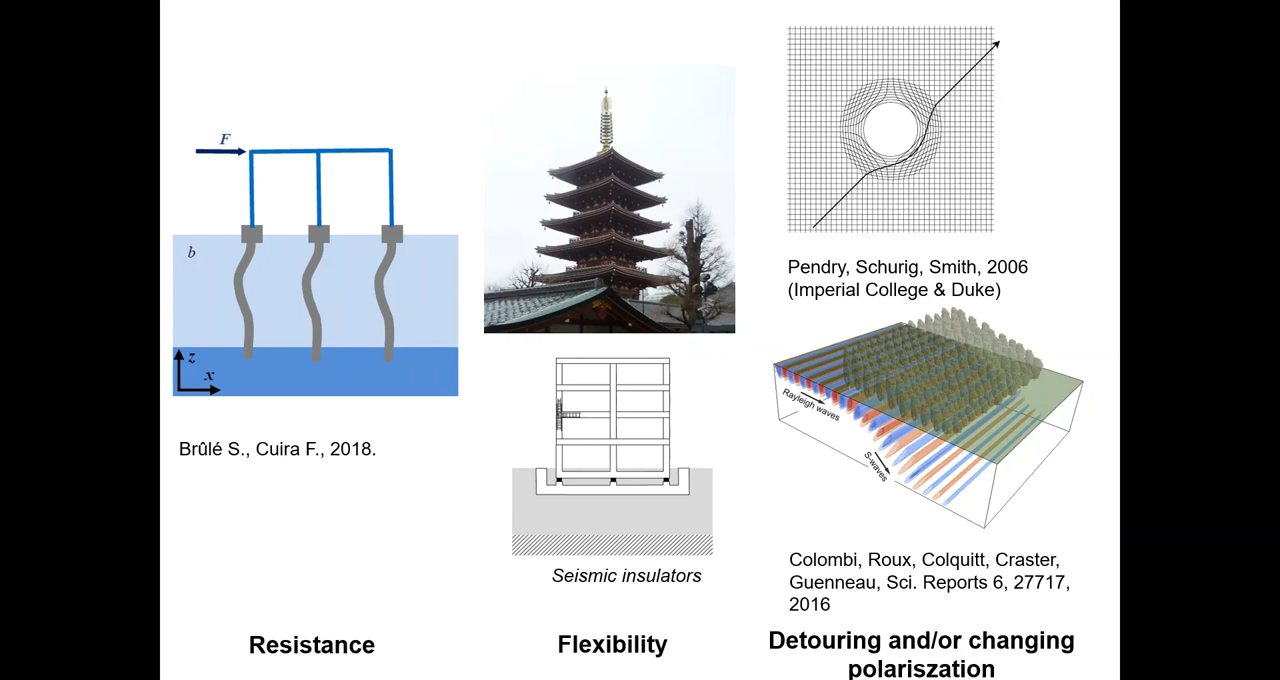 F
b
z
x
Brûlé S., Cuira F., 2018.
Resistance
Seismic insulators
Flexibility
Pendry, Schurig, Smith, 2006
(Imperial College & Duke)
Rayleigh waves
S-waves
Colombi, Roux, Colquitt, Craster,
Guenneau, Sci. Reports 6, 27717,
2016
Detouring and/or changing
polariszation